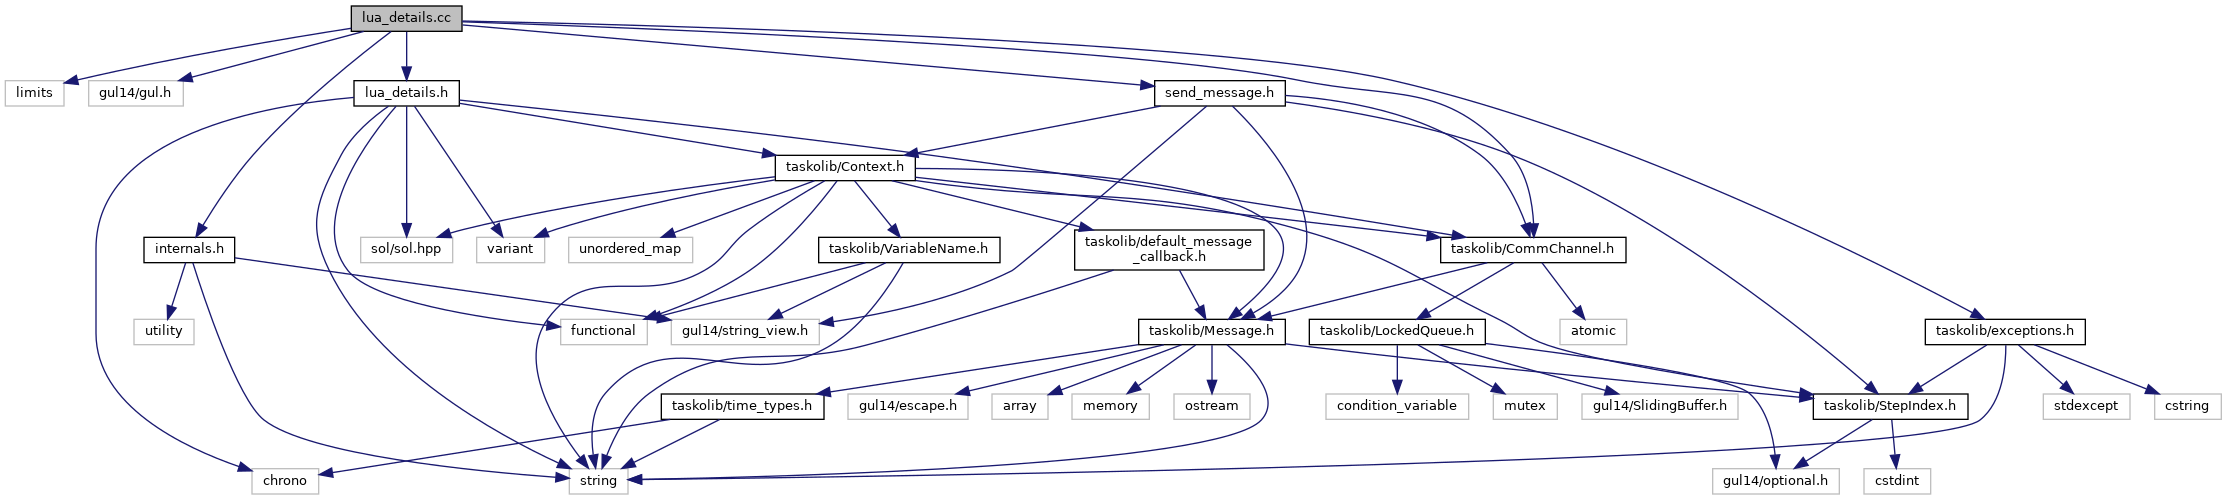 lua_details.cc
limits
gul14/gul.h
lua_details.h
send_message.h
taskolib/Context.h
internals.h
sol/sol.hpp
variant
unordered_map
taskolib/VariableName.h
taskolib/default_message
_callback.h
taskolib/CommChannel.h
utility
functional
gul14/string_view.h
taskolib/Message.h
taskolib/LockedQueue.h
atomic
taskolib/exceptions.h
taskolib/time_types.h
gul14/escape.h
array
memory
ostream
condition_variable
mutex
gul14/SlidingBuffer.h
taskolib/StepIndex.h
stdexcept
cstring
chrono
string
gul14/optional.h
cstdint